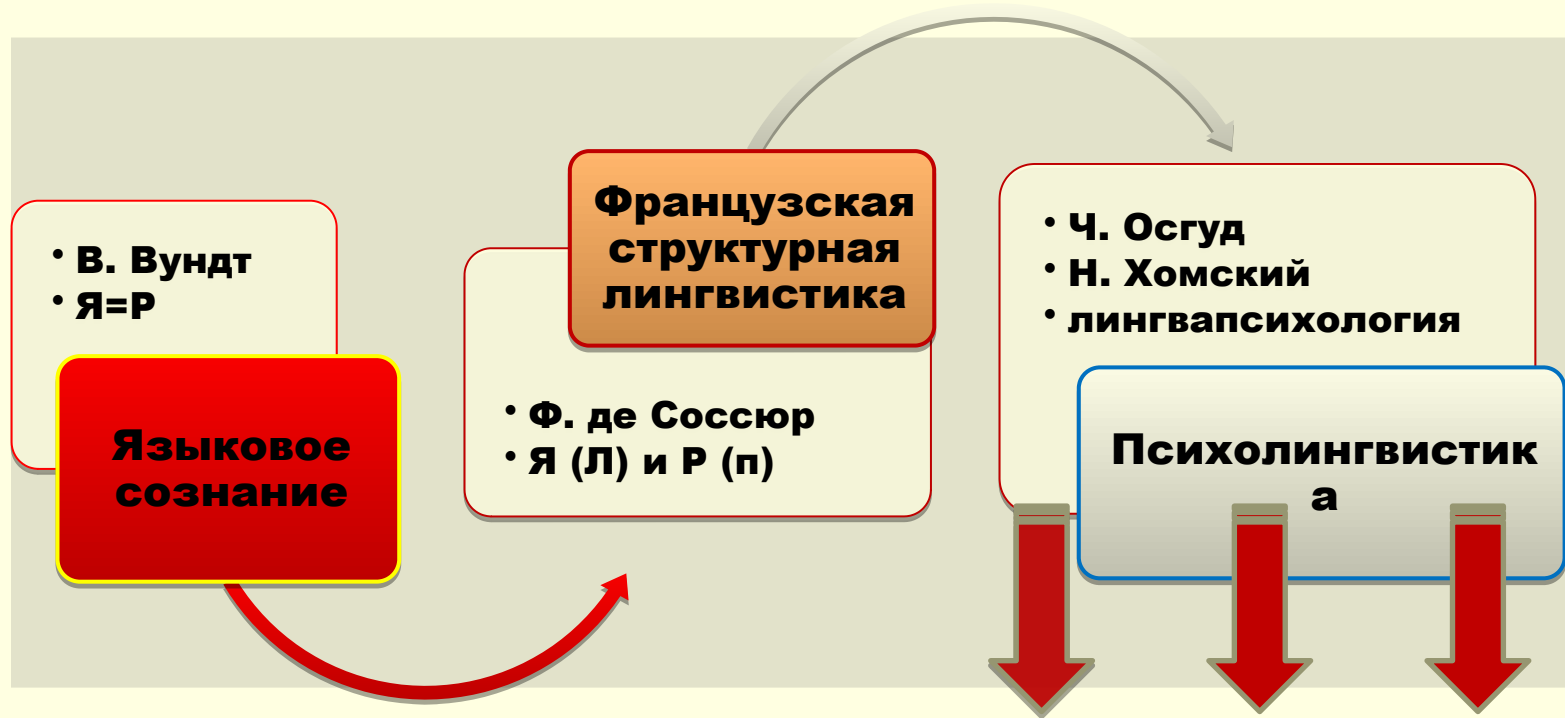 • В. Вундт
• Я=Р
Языковое
сознание
Французская
структурная
лингвистика
• Ф. де Соссюр
• Я (Л) и Р (п)
• Ч. Осгуд
• Н. Хомский
• лингвапсихология
Психолингвистик
а